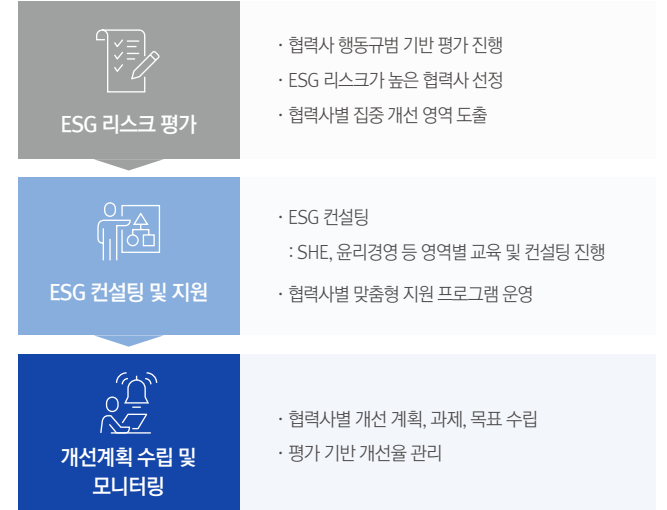 ESG 리스크 평가
· 협력사 행동규범 기반 평가 진행
· ESG 리스크가 높은 협력사 선정
· 협력사별 집중 개선 영역 도출
ESG 컨설팅 및 지원
· ESG 컨설팅
: SHE, 윤리경영 등 영역별 교육 및 컨설팅 진행
· 협력사별 맞춤형 지원 프로그램 운영
개선계획 수립 및
모니터링
· 협력사별 개선 계획, 과제, 목표 수립
· 평가 기반 개선율 관리